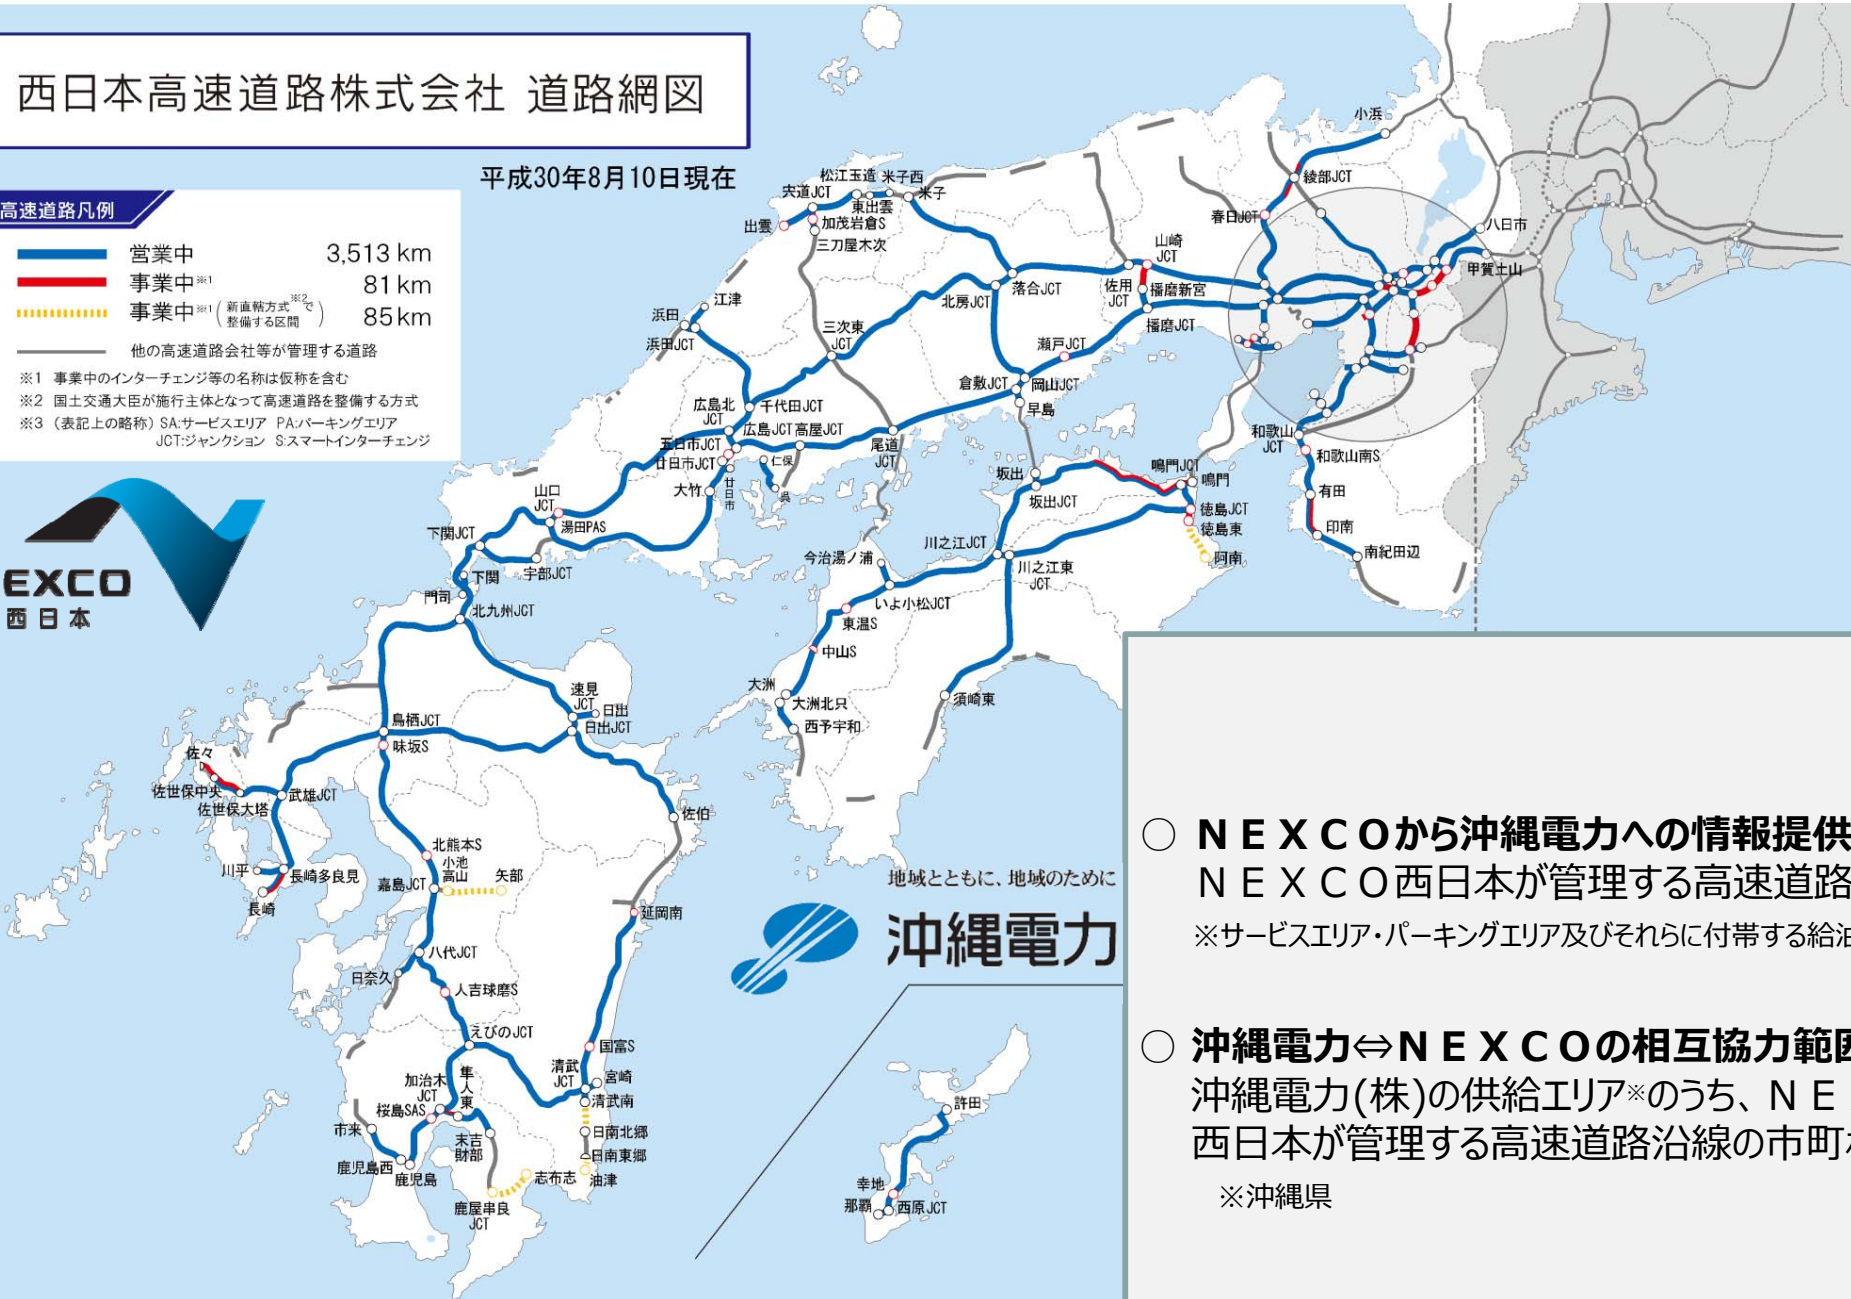 西日本高速道路株式会社 道路網図
平成30年8月10日現在
高速道路凡例
営業中 3,513 km
事業中※1 81 km
事業中※1(新直轄方式※2で整備する区間) 85 km
他の高速道路会社等が管理する道路
※1 事業中のインターチェンジ等の名称は仮称を含む
※2 国土交通大臣が施行主体となって高速道路を整備する方式
※3 (表記上の略称) SA:サービスエリア PA:パーキングエリア
JCT:ジャンクション S:スマートインターチェンジ
EXCO
西日本
小浜
綾部JCT
春日JCT
八日市
甲賀土山
松江玉造
米子西
米子
宍道JCT
東出雲
出雲
加茂岩倉S
三刀屋木次
山崎
JCT
佐用
JCT
播磨新宮
播磨JCT
落合JCT
北房JCT
江津
浜田
浜田JCT
三次東
JCT
瀬戸JCT
倉敷JCT
岡山JCT
早島
広島北
JCT
千代田JCT
広島JCT
高屋JCT
五日市JCT
廿日市JCT
仁保
呉
廿日市
大竹
尾道
JCT
和歌山
JCT
和歌山南S
有田
印南
南紀田辺
坂出
坂出JCT
鳴門JCT
鳴門
徳島JCT
徳島東
阿南
山口
JCT
湯田PAS
下関JCT
宇部JCT
下関
門司
北九州JCT
川之江JCT
川之江東
JCT
今治湯ノ浦
いよ小松JCT
東温S
中山S
大洲
大洲北只
西予宇和
須崎東
速見
JCT
日出
日出JCT
鳥栖JCT
味坂S
佐々
佐世保中央
佐世保大塔
武雄JCT
佐伯
川平
長崎多良見
長崎
北熊本S
小池
高山
矢部
嘉島JCT
延岡南
八代JCT
日奈久
人吉球磨S
えびのJCT
国富S
清武
JCT
宮崎
清武南
加治木
JCT
隼人東
桜島SAS
市来
末吉
財部
日南北郷
日南東郷
油津
鹿児島西
鹿児島
志布志
鹿屋串良
JCT
許田
幸地
那覇
西原JCT
地域とともに、地域のために
沖縄電力
○ NEXCOから沖縄電力への情報提供
NEXCO西日本が管理する高速道路
※サービスエリア・パーキングエリア及びそれらに付帯する給油
○ 沖縄電力⇔NEXCOの相互協力範囲
沖縄電力(株)の供給エリア※のうち、NE
西日本が管理する高速道路沿線の市町
※沖縄県